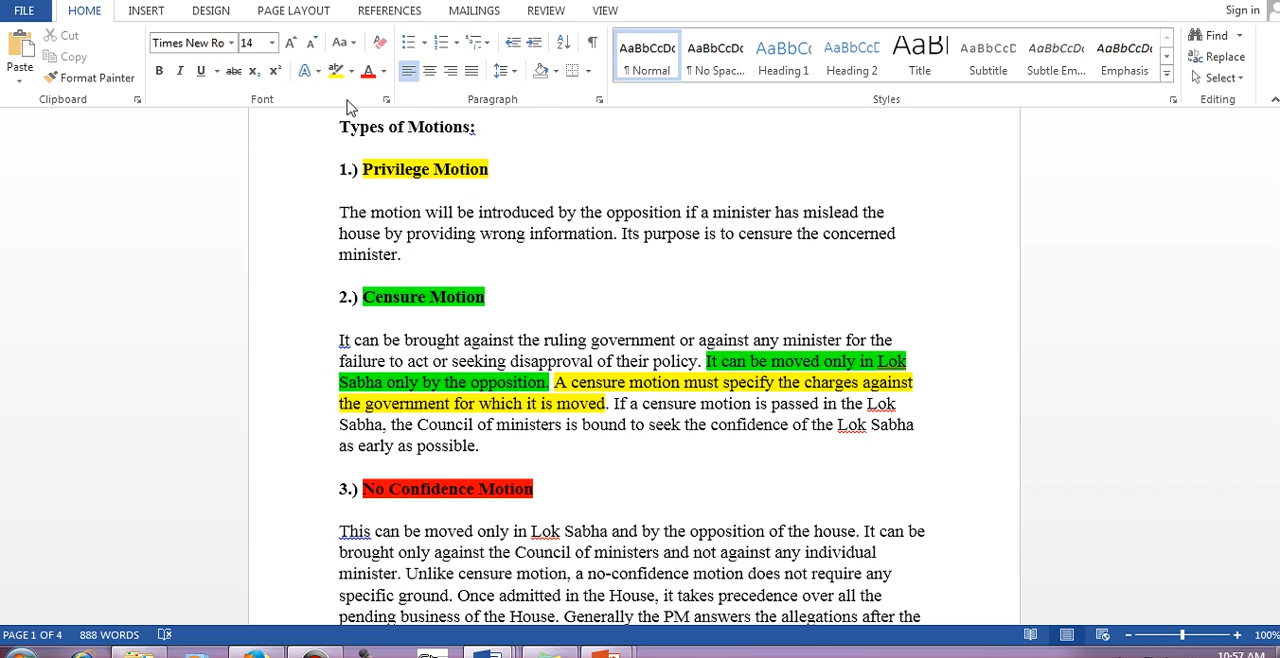 FILE HOME INSERT DESIGN PAGE LAYOUT REFERENCES MAILINGS REVIEW VIEW Sign in
Cut
Copy
Format Painter
Paste
Clipboard
Times New Ro 14 Aa
B I U abc X₂ X² A ab A
Font
Paragraph
AaBbCcDc AaBbCcDc AaBbCc AaBbCcD AaBl AaBbCcD AaBbCcDc AaBbCcDc
¶ Normal ¶ No Spac... Heading 1 Heading 2 Title Subtitle Subtle Em... Emphasis
Styles
Find
Replace
Select
Editing
Types of Motions:
1.) Privilege Motion
The motion will be introduced by the opposition if a minister has mislead the
house by providing wrong information. Its purpose is to censure the concerned
minister.
2.) Censure Motion
It can be brought against the ruling government or against any minister for the
failure to act or seeking disapproval of their policy. It can be moved only in Lok
Sabha only by the opposition. A censure motion must specify the charges against
the government for which it is moved. If a censure motion is passed in the Lok
Sabha, the Council of ministers is bound to seek the confidence of the Lok Sabha
as early as possible.
3.) No Confidence Motion
This can be moved only in Lok Sabha and by the opposition of the house. It can be
brought only against the Council of ministers and not against any individual
minister. Unlike censure motion, a no-confidence motion does not require any
specific ground. Once admitted in the House, it takes precedence over all the
pending business of the House. Generally the PM answers the allegations after the
PAGE 1 OF 4 888 WORDS 100%
10:57 AM